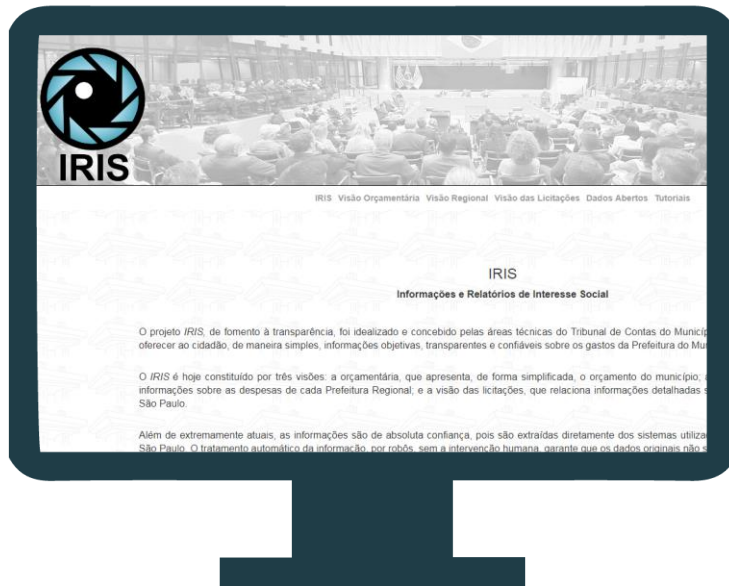 IRIS
IRIS Visão Orçamentária Visão Regional Visão das Licitações Dados Abertos Tutoriais
IRIS
Informações e Relatórios de Interesse Social
O projeto IRIS, de fomento à transparência, foi idealizado e concebido pelas áreas técnicas do Tribunal de Contas do
oferecer ao cidadão, de maneira simples, informações objetivas, transparentes e confiáveis sobre os gastos da Prefeitura do
O IRIS é hoje constituído por três visões: a orçamentária, que apresenta, de forma simplificada, o orçamento do município;
informações sobre as despesas de cada Prefeitura Regional; e a visão das licitações, que relaciona informações detalhadas
São Paulo.
Além de extremamente atuais, as informações são de absoluta confiança, pois são extraídas diretamente dos sistemas
São Paulo. O tratamento automático da informação, por robôs, sem a intervenção humana, garante que os dados originais não